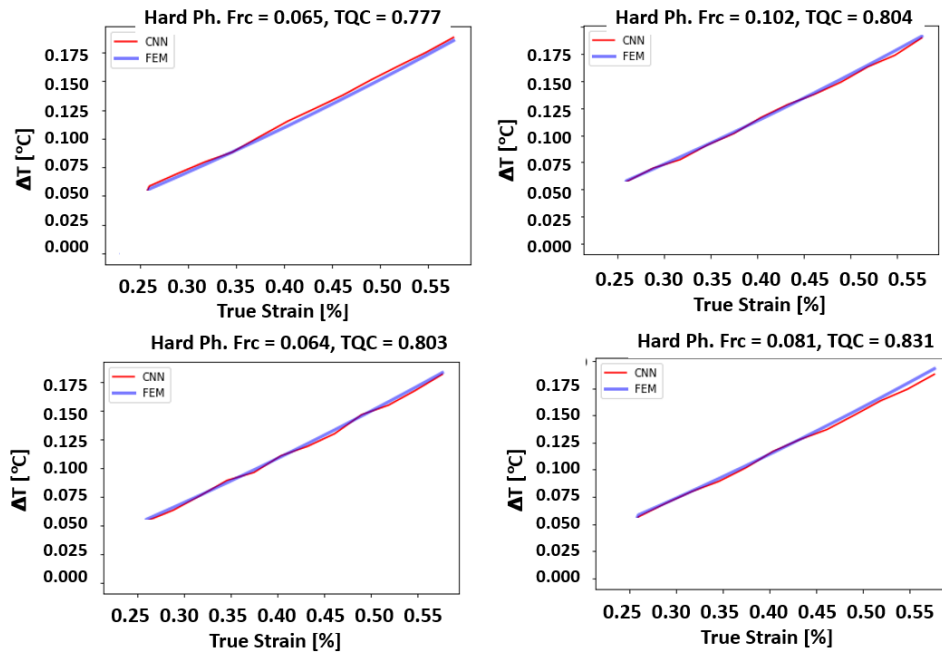 Hard Ph. Frc = 0.065, TQC = 0.777
CNN
FEM
0.175
0.150
0.125
0.100
0.075
0.050
0.025
0.000
ΔT [°C]
0.25 0.30 0.35 0.40 0.45 0.50 0.55
True Strain [%]
Hard Ph. Frc = 0.102, TQC = 0.804
CNN
FEM
0.175
0.150
0.125
0.100
0.075
0.050
0.025
0.000
ΔT [°C]
0.25 0.30 0.35 0.40 0.45 0.50 0.55
True Strain [%]
Hard Ph. Frc = 0.064, TQC = 0.803
CNN
FEM
0.175
0.150
0.125
0.100
0.075
0.050
0.025
0.000
ΔT [°C]
0.25 0.30 0.35 0.40 0.45 0.50 0.55
True Strain [%]
Hard Ph. Frc = 0.081, TQC = 0.831
CNN
FEM
0.175
0.150
0.125
0.100
0.075
0.050
0.025
0.000
ΔT [°C]
0.25 0.30 0.35 0.40 0.45 0.50 0.55
True Strain [%]